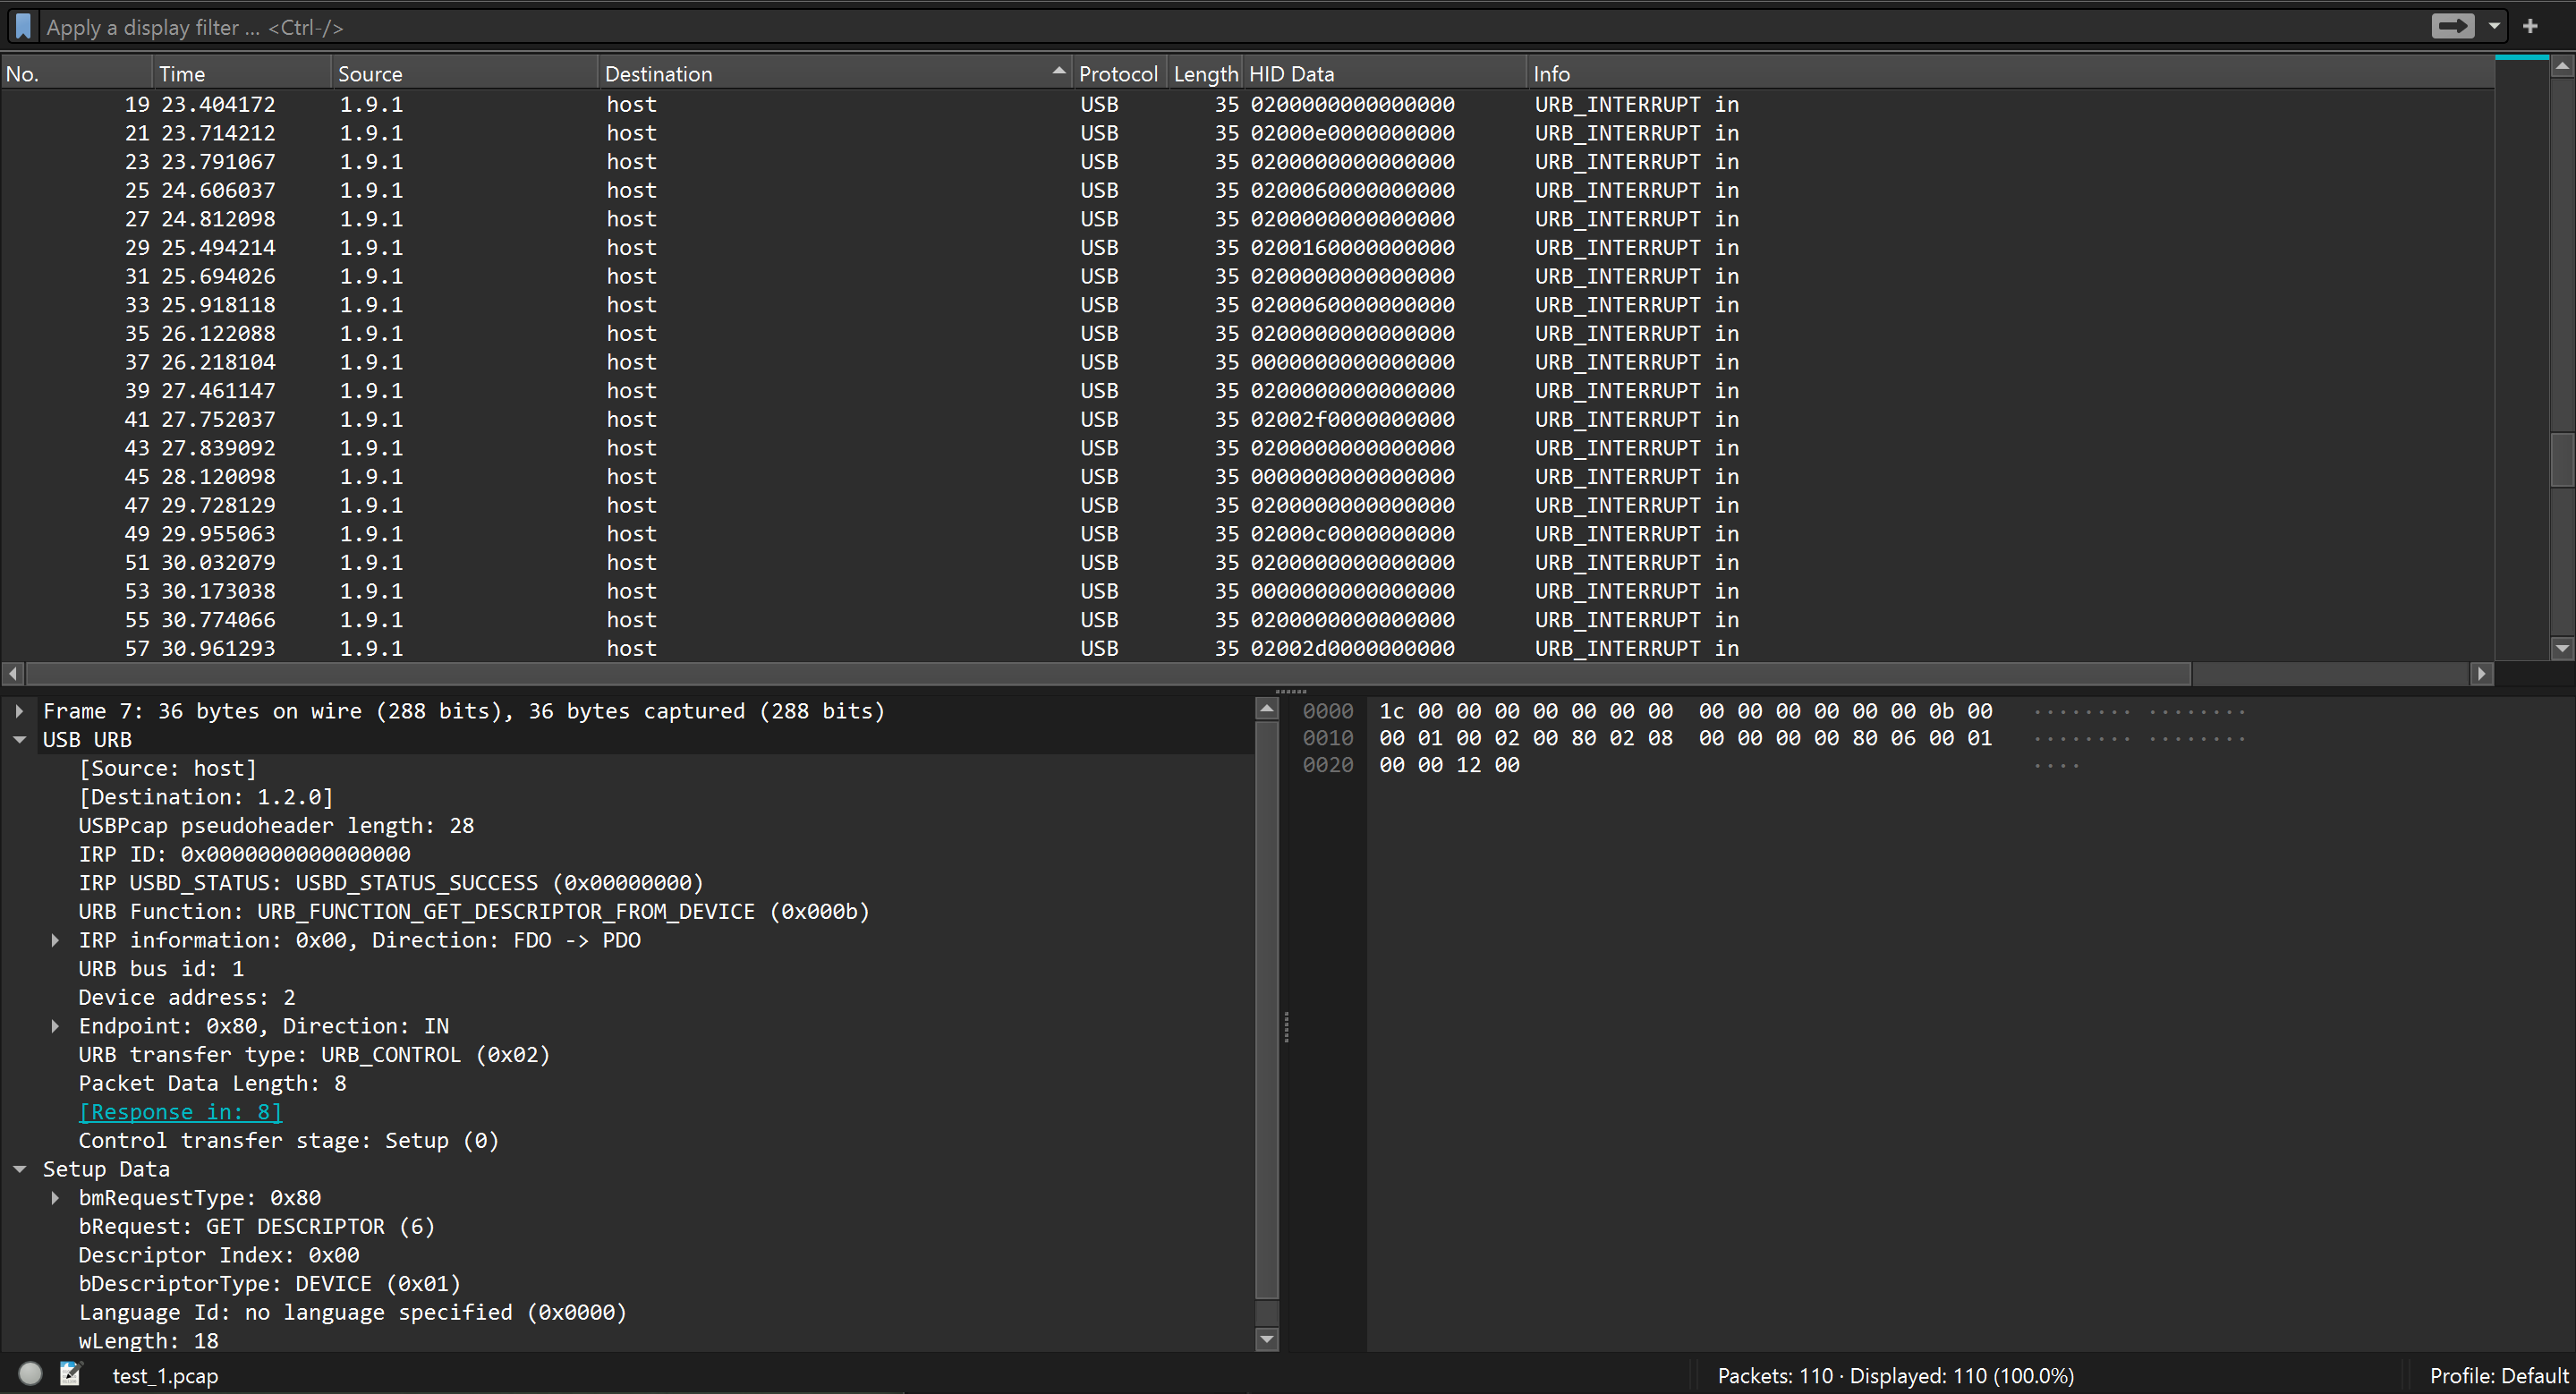 Apply a display filter ... <Ctrl-/>
No. Time Source Destination Protocol Length HID Data Info
19 23.404172 1.9.1 host USB 35 0200000000000000 URB_INTERRUPT in
21 23.714212 1.9.1 host USB 35 02000e0000000000 URB_INTERRUPT in
23 23.791067 1.9.1 host USB 35 0200000000000000 URB_INTERRUPT in
25 24.606037 1.9.1 host USB 35 0200060000000000 URB_INTERRUPT in
27 24.812098 1.9.1 host USB 35 0200000000000000 URB_INTERRUPT in
29 25.494214 1.9.1 host USB 35 0200160000000000 URB_INTERRUPT in
31 25.694026 1.9.1 host USB 35 0200000000000000 URB_INTERRUPT in
33 25.918118 1.9.1 host USB 35 0200060000000000 URB_INTERRUPT in
35 26.122088 1.9.1 host USB 35 0200000000000000 URB_INTERRUPT in
37 26.218104 1.9.1 host USB 35 0000000000000000 URB_INTERRUPT in
39 27.461147 1.9.1 host USB 35 0200000000000000 URB_INTERRUPT in
41 27.752037 1.9.1 host USB 35 02002f0000000000 URB_INTERRUPT in
43 27.839092 1.9.1 host USB 35 0200000000000000 URB_INTERRUPT in
45 28.120098 1.9.1 host USB 35 0000000000000000 URB_INTERRUPT in
47 29.728129 1.9.1 host USB 35 0200000000000000 URB_INTERRUPT in
49 29.955063 1.9.1 host USB 35 02000c0000000000 URB_INTERRUPT in
51 30.032079 1.9.1 host USB 35 0200000000000000 URB_INTERRUPT in
53 30.173038 1.9.1 host USB 35 0000000000000000 URB_INTERRUPT in
55 30.774066 1.9.1 host USB 35 0200000000000000 URB_INTERRUPT in
57 30.961293 1.9.1 host USB 35 02002d0000000000 URB_INTERRUPT in
Frame 7: 36 bytes on wire (288 bits), 36 bytes captured (288 bits)
USB URB
[Source: host]
[Destination: 1.2.0]
USBPcap pseudoheader length: 28
IRP ID: 0x0000000000000000
IRP USBD_STATUS: USBD_STATUS_SUCCESS (0x00000000)
URB Function: URB_FUNCTION_GET_DESCRIPTOR_FROM_DEVICE (0x000b)
IRP information: 0x00, Direction: FDO -> PDO
URB bus id: 1
Device address: 2
Endpoint: 0x80, Direction: IN
URB transfer type: URB_CONTROL (0x02)
Packet Data Length: 8
[Response in: 8]
Control transfer stage: Setup (0)
Setup Data
bmRequestType: 0x80
bRequest: GET DESCRIPTOR (6)
Descriptor Index: 0x00
bDescriptorType: DEVICE (0x01)
Language Id: no language specified (0x0000)
wLength: 18
0000 1c 00 00 00 00 00 00 00 00 00 00 00 00 00 0b 00 ········ ········
0010 00 01 00 02 00 80 02 08 00 00 00 00 80 06 00 01 ········ ········
0020 00 00 12 00 ····
test_1.pcap
Packets: 110 · Displayed: 110 (100.0%)
Profile: Default